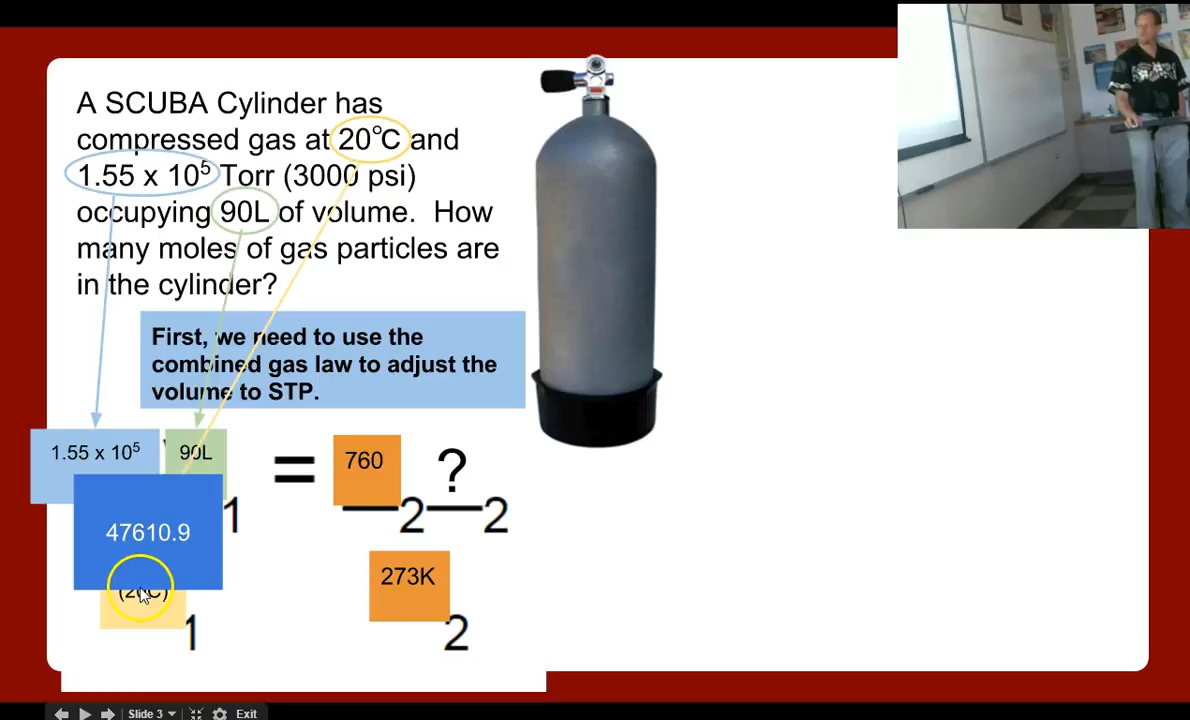 A SCUBA Cylinder has
compressed gas at 20°C and
1.55 x 10⁵ Torr (3000 psi)
occupying 90L of volume. How
many moles of gas particles are
in the cylinder?
First, we need to use the
combined gas law to adjust the
volume to STP.
1.55 x 10⁵ 90L = 760 ?
1 2 2
47610.9
273K
1 2
Slide 3 Exit